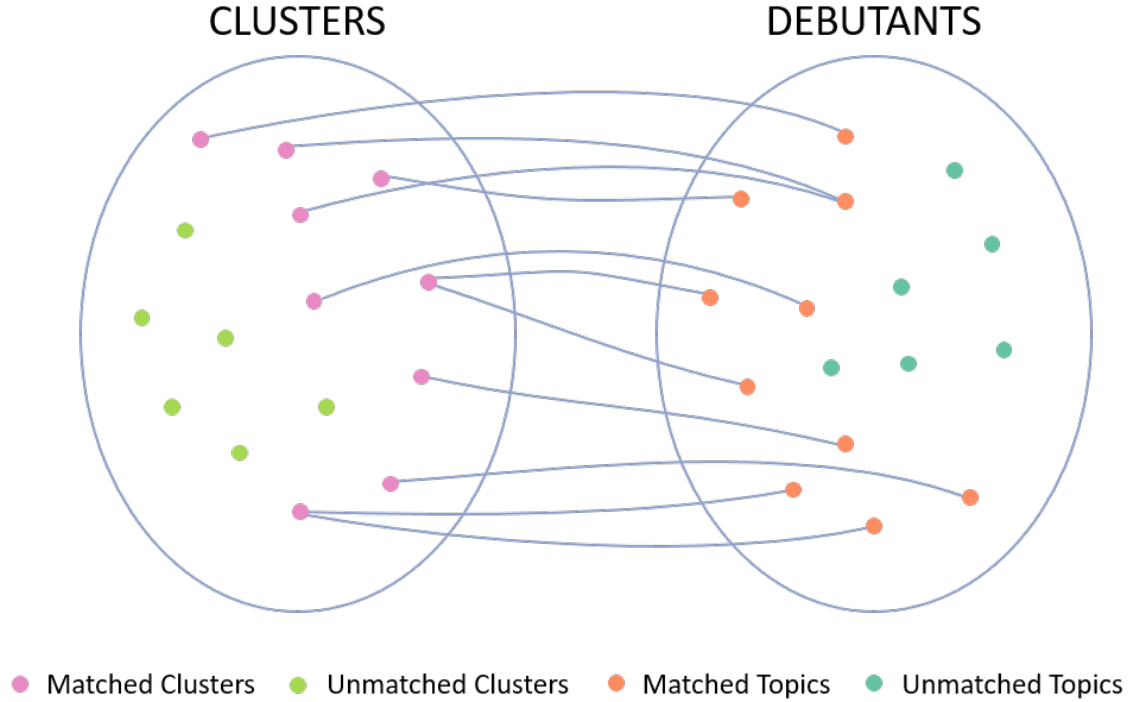 CLUSTERS
DEBUTANTS
Matched Clusters
Unmatched Clusters
Matched Topics
Unmatched Topics